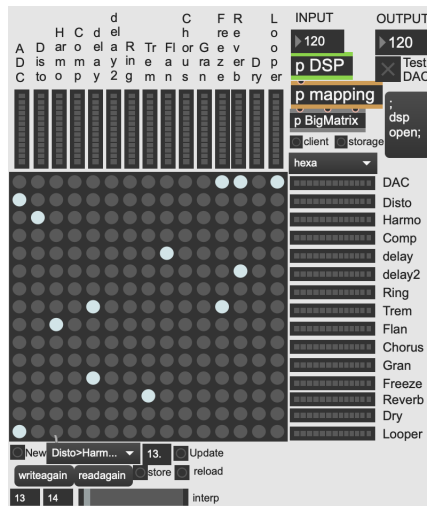 INPUT
OUTPUT
120
120
p DSP
Test
DAC
p mapping
p BigMatrix
;
dsp
open;
client
storage
hexa
ADC
Disto
Harmo
Comp
delay
delay2
Ring
Trem
Flan
Gran
Chorus
Freeze
Reverb
Dry
Looper
DAC
Disto
Harmo
Comp
delay
delay2
Ring
Trem
Flan
Chorus
Gran
Freeze
Reverb
Dry
Looper
New
Disto>Harm...
13.
Update
writeagain
readagain
store
reload
13
14
interp